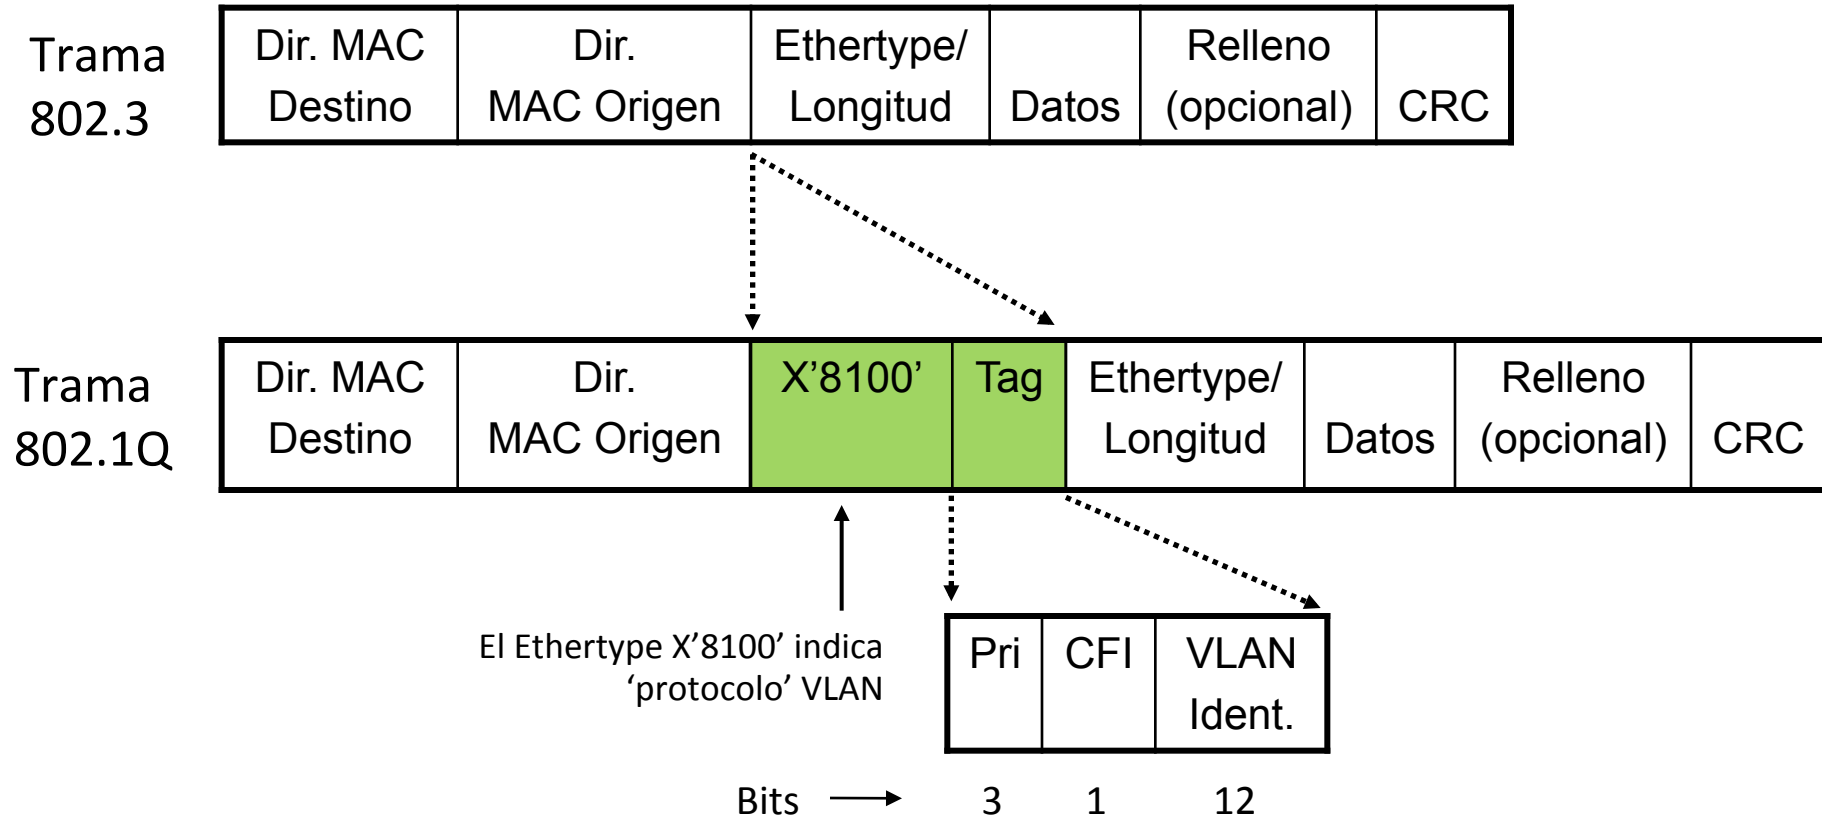 Trama
802.3
Dir. MAC
Destino
Dir.
MAC Origen
Ethertype/
Longitud
Datos
Relleno
(opcional)
CRC
Trama
802.1Q
Dir. MAC
Destino
Dir.
MAC Origen
X’8100’
Tag
Ethertype/
Longitud
Datos
Relleno
(opcional)
CRC
El Ethertype X’8100’ indica
‘protocolo’ VLAN
Pri
CFI
VLAN
Ident.
Bits
3
1
12